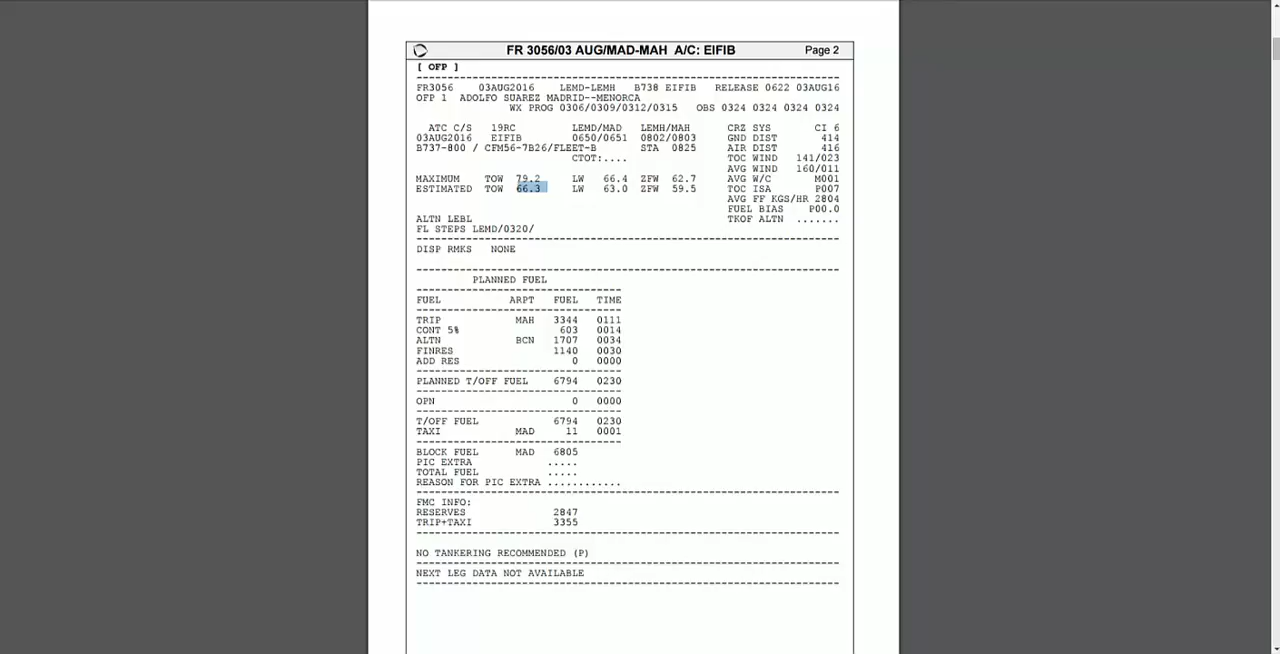 FR 3056/03 AUG/MAD-MAH A/C: EIFIB Page 2
[ OFP ]
--------------------------------------------------------------
FR3056 03AUG2016 LEMD-LEMH B738 EIFIB RELEASE 0622 03AUG16
OFP 1 ADOLFO SUAREZ MADRID--MENORCA
WX PROG 0306/0309/0312/0315 OBS 0324 0324 0324 0324
ATC C/S 19RC LEMD/MAD LEMH/MAH CRZ SYS CI 6
03AUG2016 EIFIB 0650/0651 0802/0803 GND DIST 414
B737-800 / CFM56-7B26/FLEET-B STA 0825 AIR DIST 416
CTOT:.... TOC WIND 141/023
AVG WIND 160/011
MAXIMUM TOW 79.2 LW 66.4 ZFW 62.7 AVG W/C M001
ESTIMATED TOW 66.3 LW 63.0 ZFW 59.5 TOC ISA P007
AVG FF KGS/HR 2804
FUEL BIAS P00.0
ALTN LEBL TKOF ALTN .......
FL STEPS LEMD/0320/
--------------------------------------------------------------
DISP RMKS NONE
--------------------------------------------------------------
PLANNED FUEL
------------------------------
FUEL ARPT FUEL TIME
------------------------------
TRIP MAH 3344 0111
CONT 5% 603 0014
ALTN BCN 1707 0034
FINRES 1140 0030
ADD RES 0 0000
------------------------------
PLANNED T/OFF FUEL 6794 0230
------------------------------
OPN 0 0000
------------------------------
T/OFF FUEL 6794 0230
TAXI MAD 11 0001
------------------------------
BLOCK FUEL MAD 6805
PIC EXTRA .....
TOTAL FUEL .....
REASON FOR PIC EXTRA ...........
--------------------------------------------------------------
FMC INFO:
RESERVES 2847
TRIP+TAXI 3355
--------------------------------------------------------------
NO TANKERING RECOMMENDED (P)
--------------------------------------------------------------
NEXT LEG DATA NOT AVAILABLE
--------------------------------------------------------------